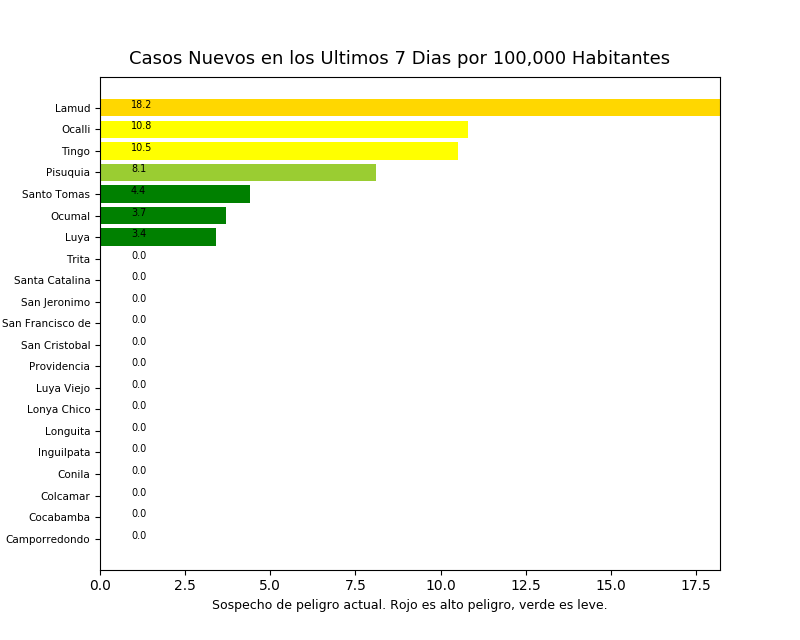 Casos Nuevos en los Ultimos 7 Dias por 100,000 Habitantes
Lamud 18.2
Ocalli 10.8
Tingo 10.5
Pisuquia 8.1
Santo Tomas 4.4
Ocumal 3.7
Luya 3.4
Trita 0.0
Santa Catalina 0.0
San Jeronimo 0.0
San Francisco de 0.0
San Cristobal 0.0
Providencia 0.0
Luya Viejo 0.0
Lonya Chico 0.0
Longuita 0.0
Inguilpata 0.0
Conila 0.0
Colcamar 0.0
Cocabamba 0.0
Camporredondo 0.0
0.0 2.5 5.0 7.5 10.0 12.5 15.0 17.5
Sospecho de peligro actual. Rojo es alto peligro, verde es leve.